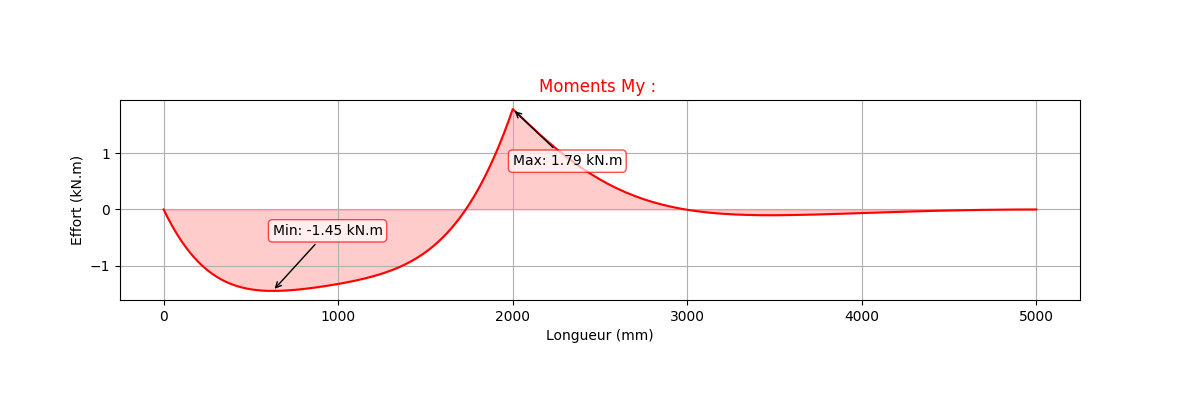 Moments My :
Effort (kN.m)
1
0
−1
Max: 1.79 kN.m
Min: -1.45 kN.m
0
1000
2000
3000
4000
5000
Longueur (mm)